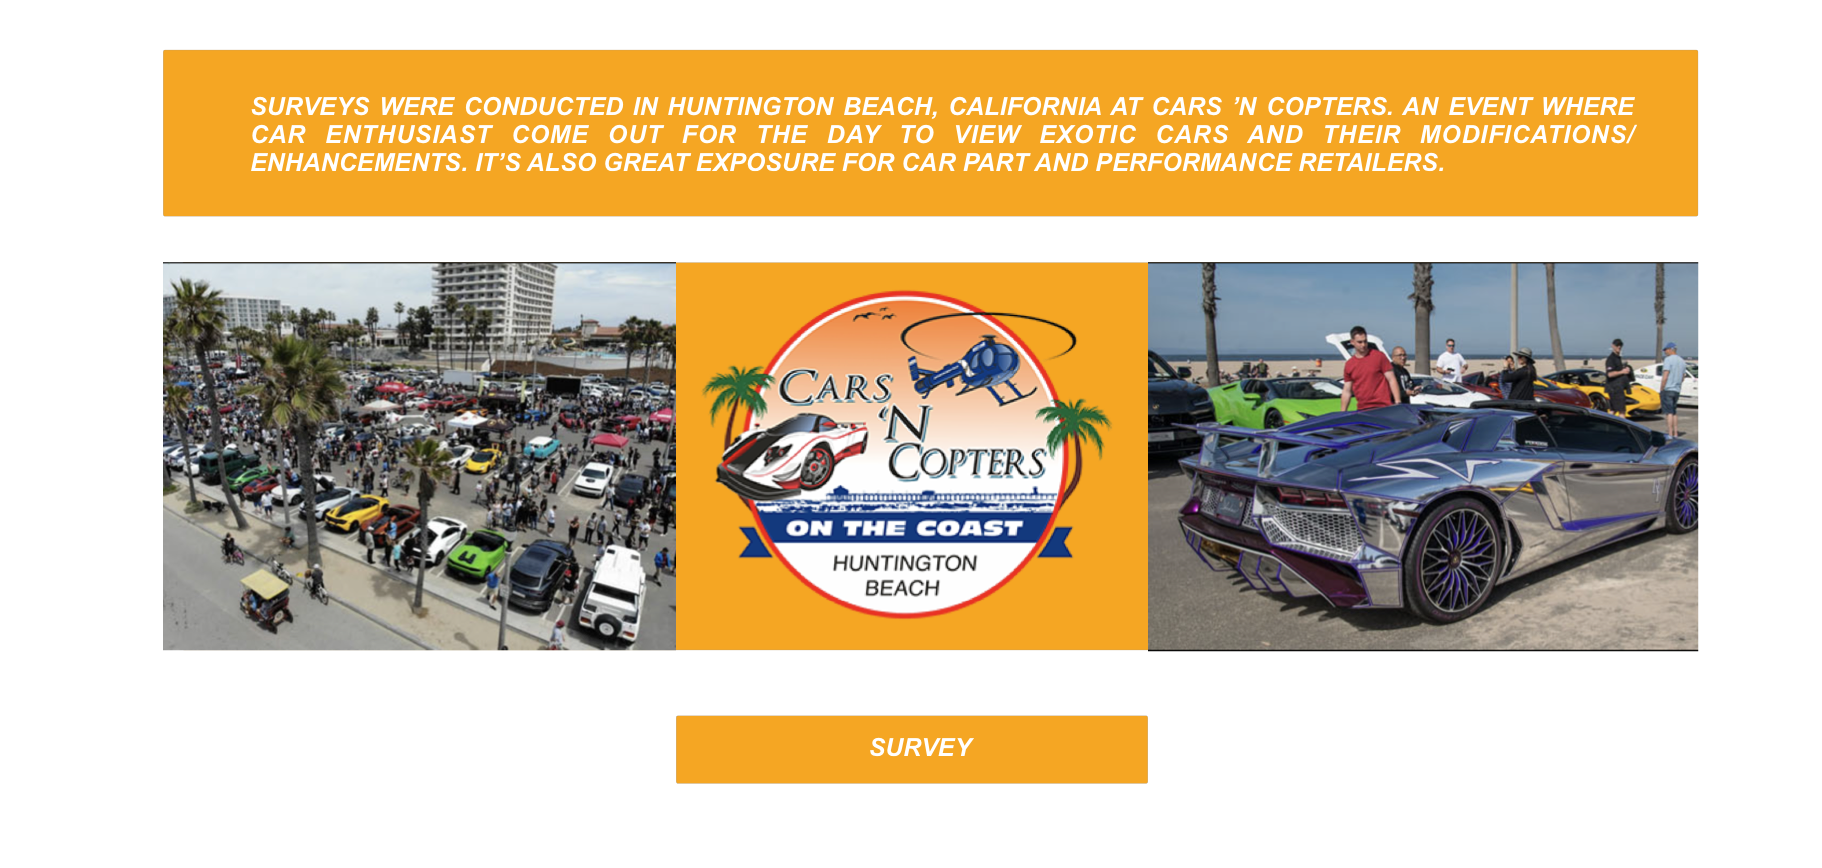 SURVEYS WERE CONDUCTED IN HUNTINGTON BEACH, CALIFORNIA AT CARS ’N COPTERS. AN EVENT WHERE
CAR ENTHUSIAST COME OUT FOR THE DAY TO VIEW EXOTIC CARS AND THEIR MODIFICATIONS/
ENHANCEMENTS. IT’S ALSO GREAT EXPOSURE FOR CAR PART AND PERFORMANCE RETAILERS.
CARS
‘N
COPTERS
ON THE COAST
HUNTINGTON
BEACH
SURVEY